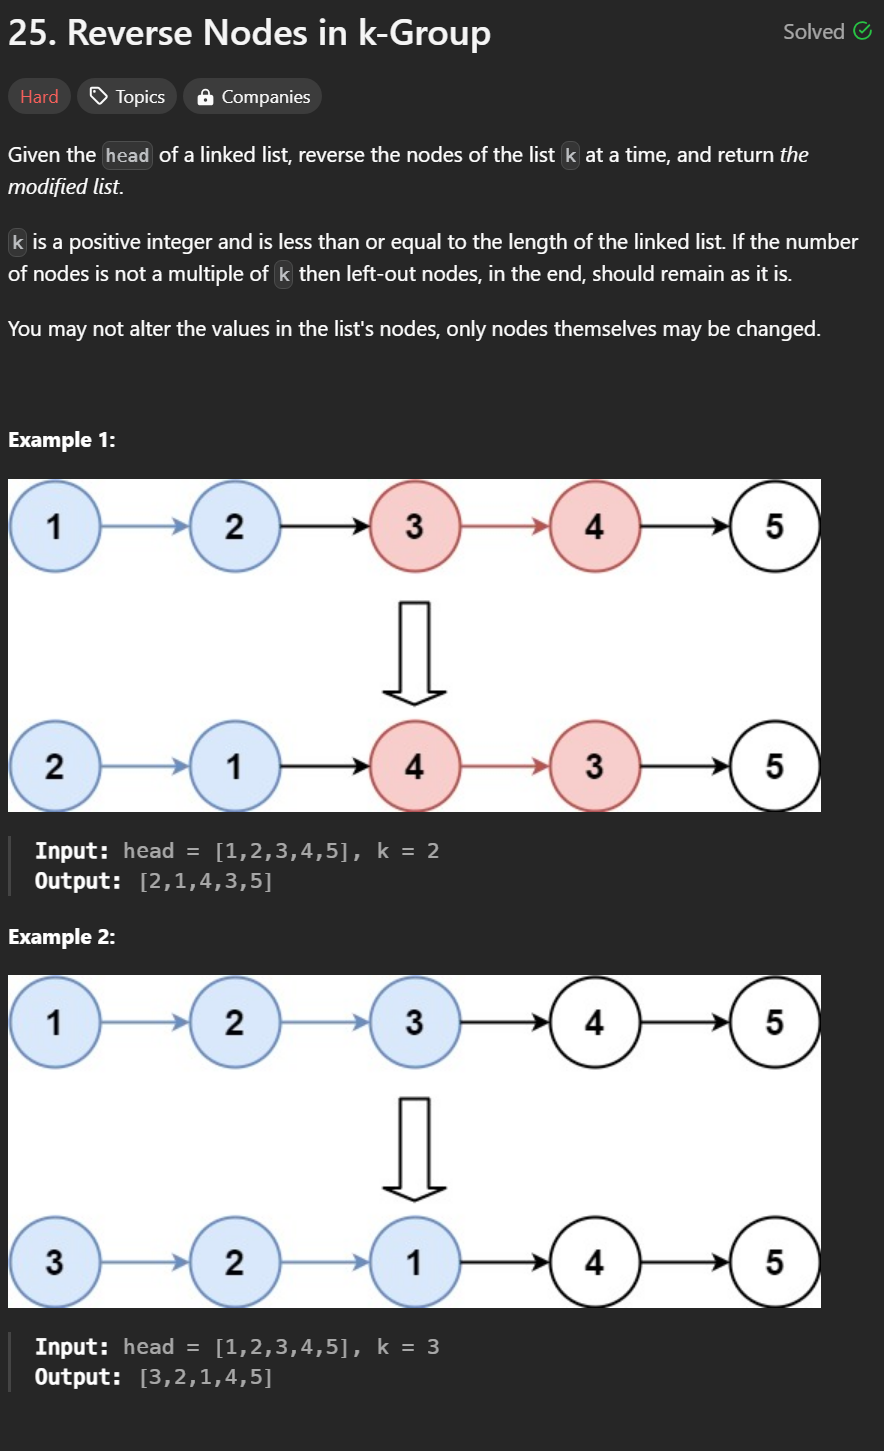 25. Reverse Nodes in k-Group
Solved
Hard
Topics
Companies
Given the head of a linked list, reverse the nodes of the list k at a time, and return the
modified list.
k is a positive integer and is less than or equal to the length of the linked list. If the number
of nodes is not a multiple of k then left-out nodes, in the end, should remain as it is.
You may not alter the values in the list's nodes, only nodes themselves may be changed.
Example 1:
1 2 3 4 5
2 1 4 3 5
Input: head = [1,2,3,4,5], k = 2
Output: [2,1,4,3,5]
Example 2:
1 2 3 4 5
3 2 1 4 5
Input: head = [1,2,3,4,5], k = 3
Output: [3,2,1,4,5]